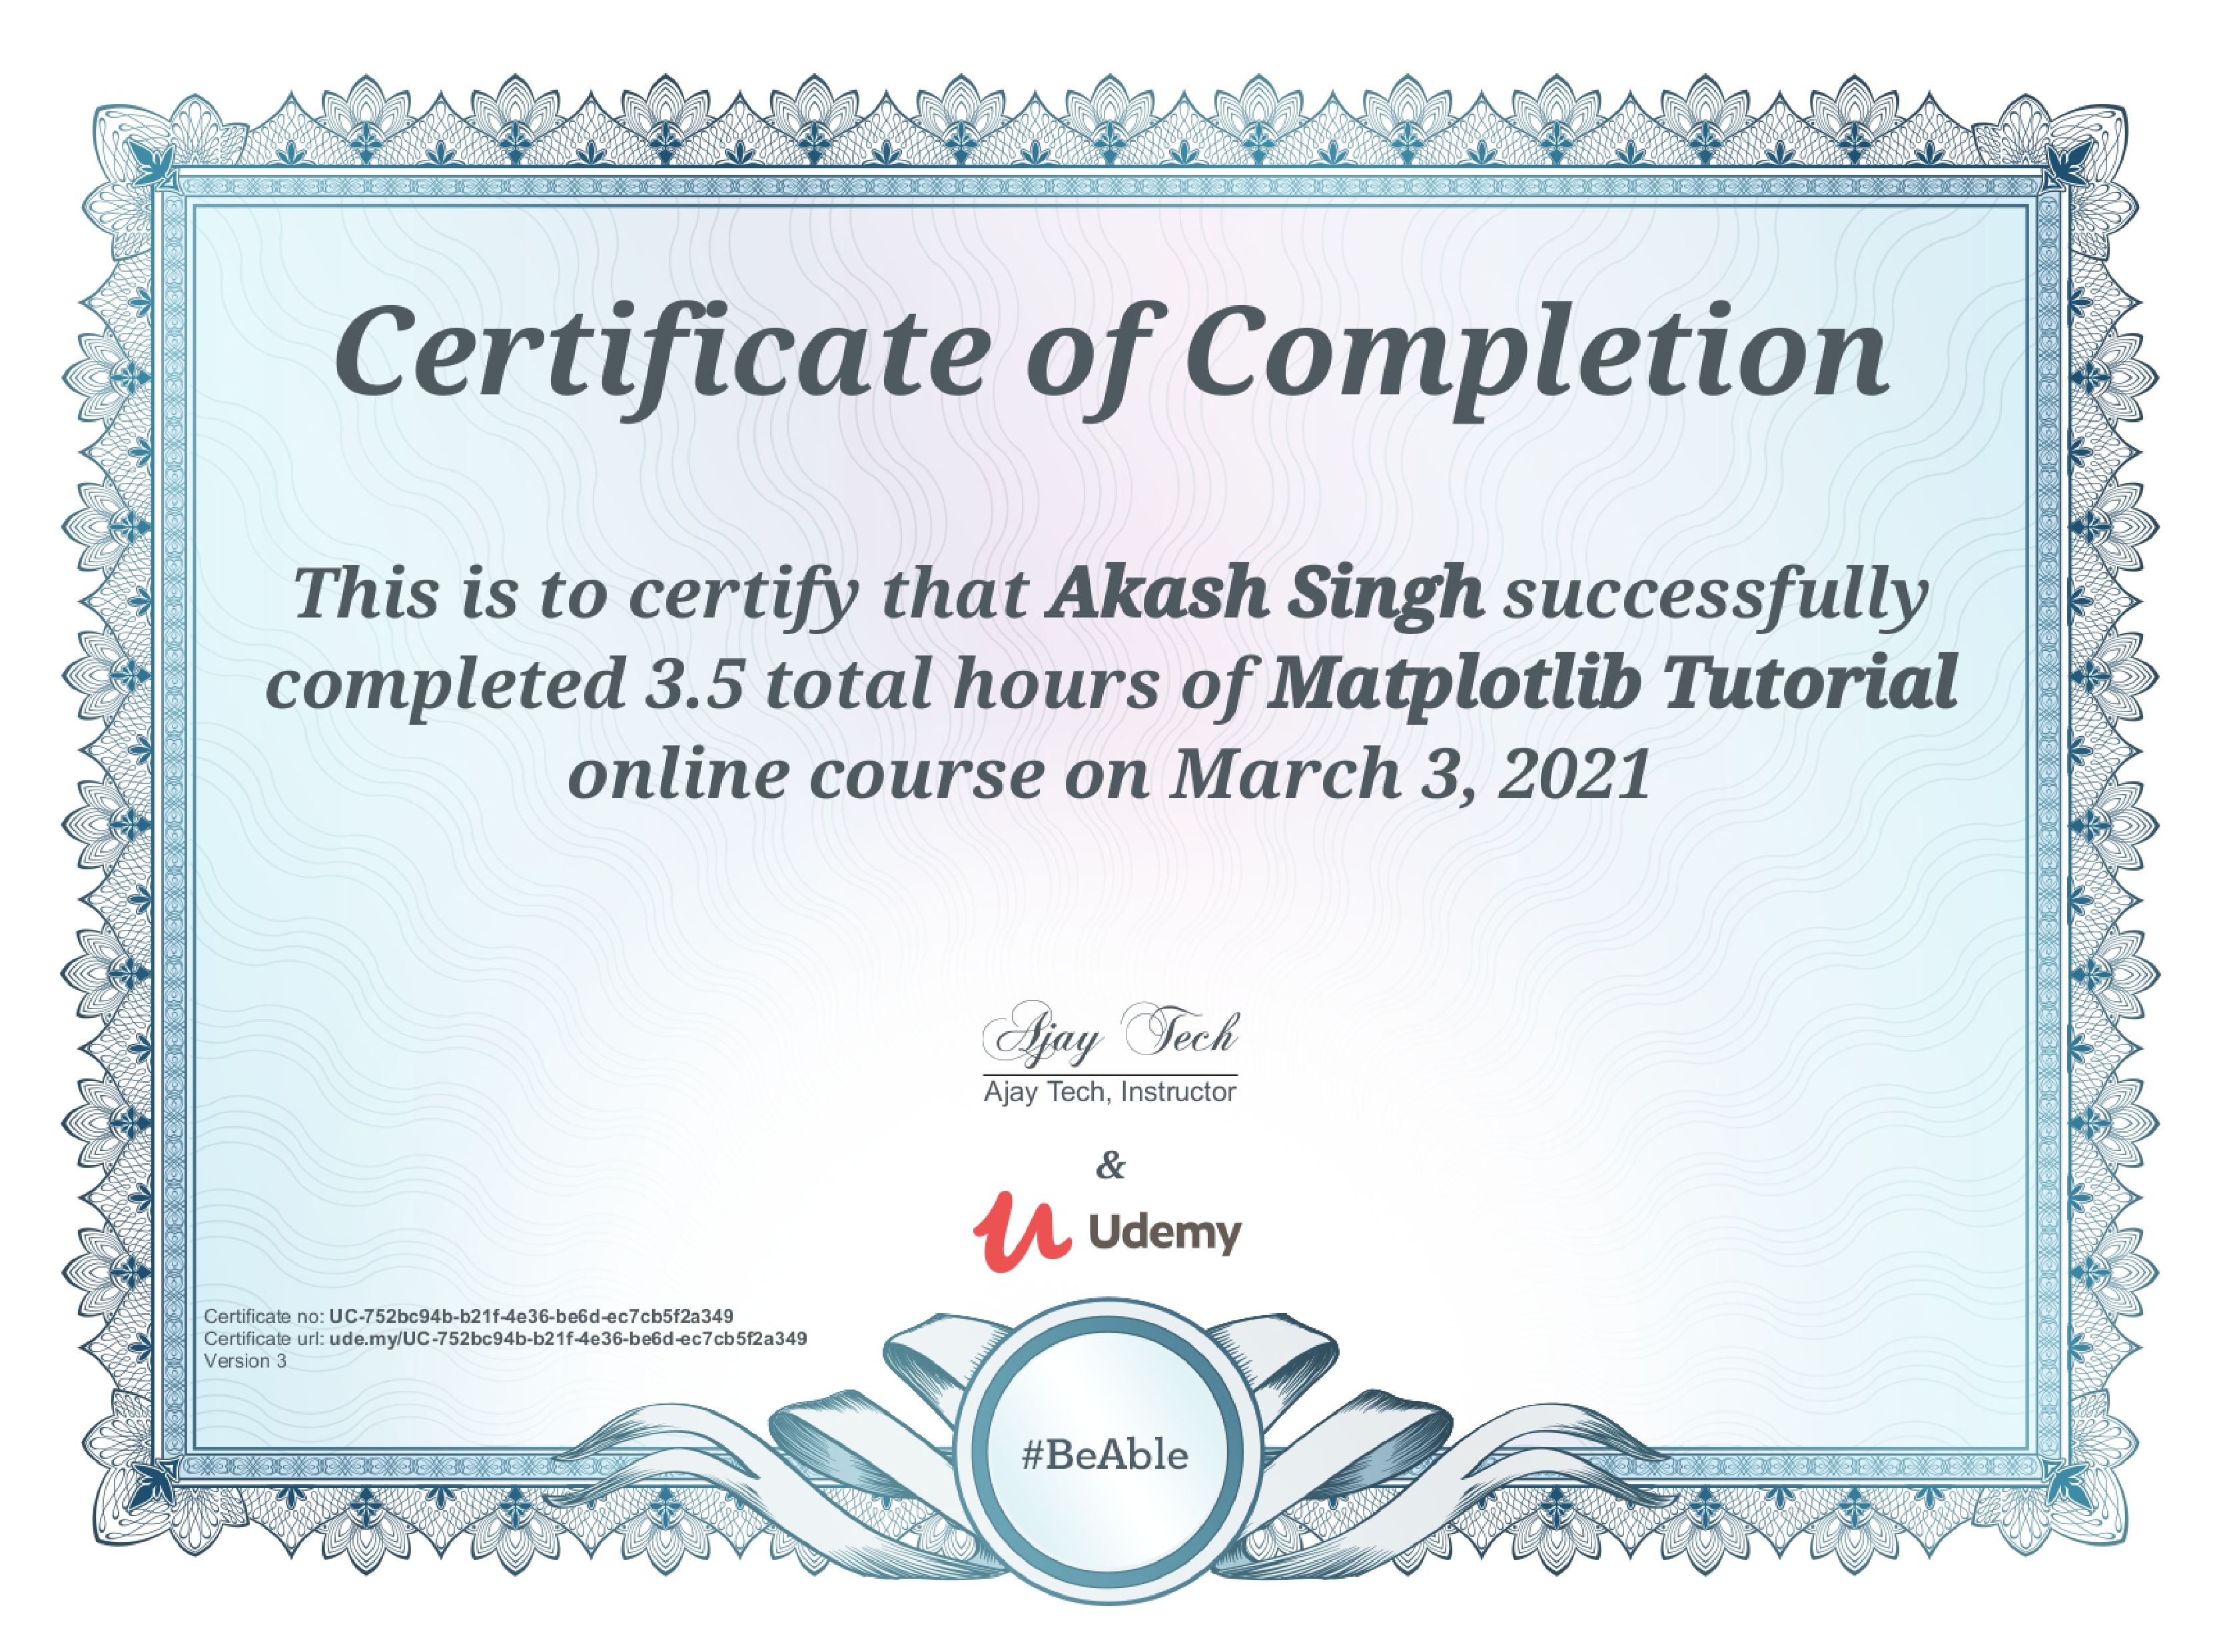 Certificate of Completion
This is to certify that Akash Singh successfully
completed 3.5 total hours of Matplotlib Tutorial
online course on March 3, 2021
Ajay Tech
Ajay Tech, Instructor
&
Udemy
Certificate no: UC-752bc94b-b21f-4e36-be6d-ec7cb5f2a349
Certificate url: ude.my/UC-752bc94b-b21f-4e36-be6d-ec7cb5f2a349
Version 3
#BeAble